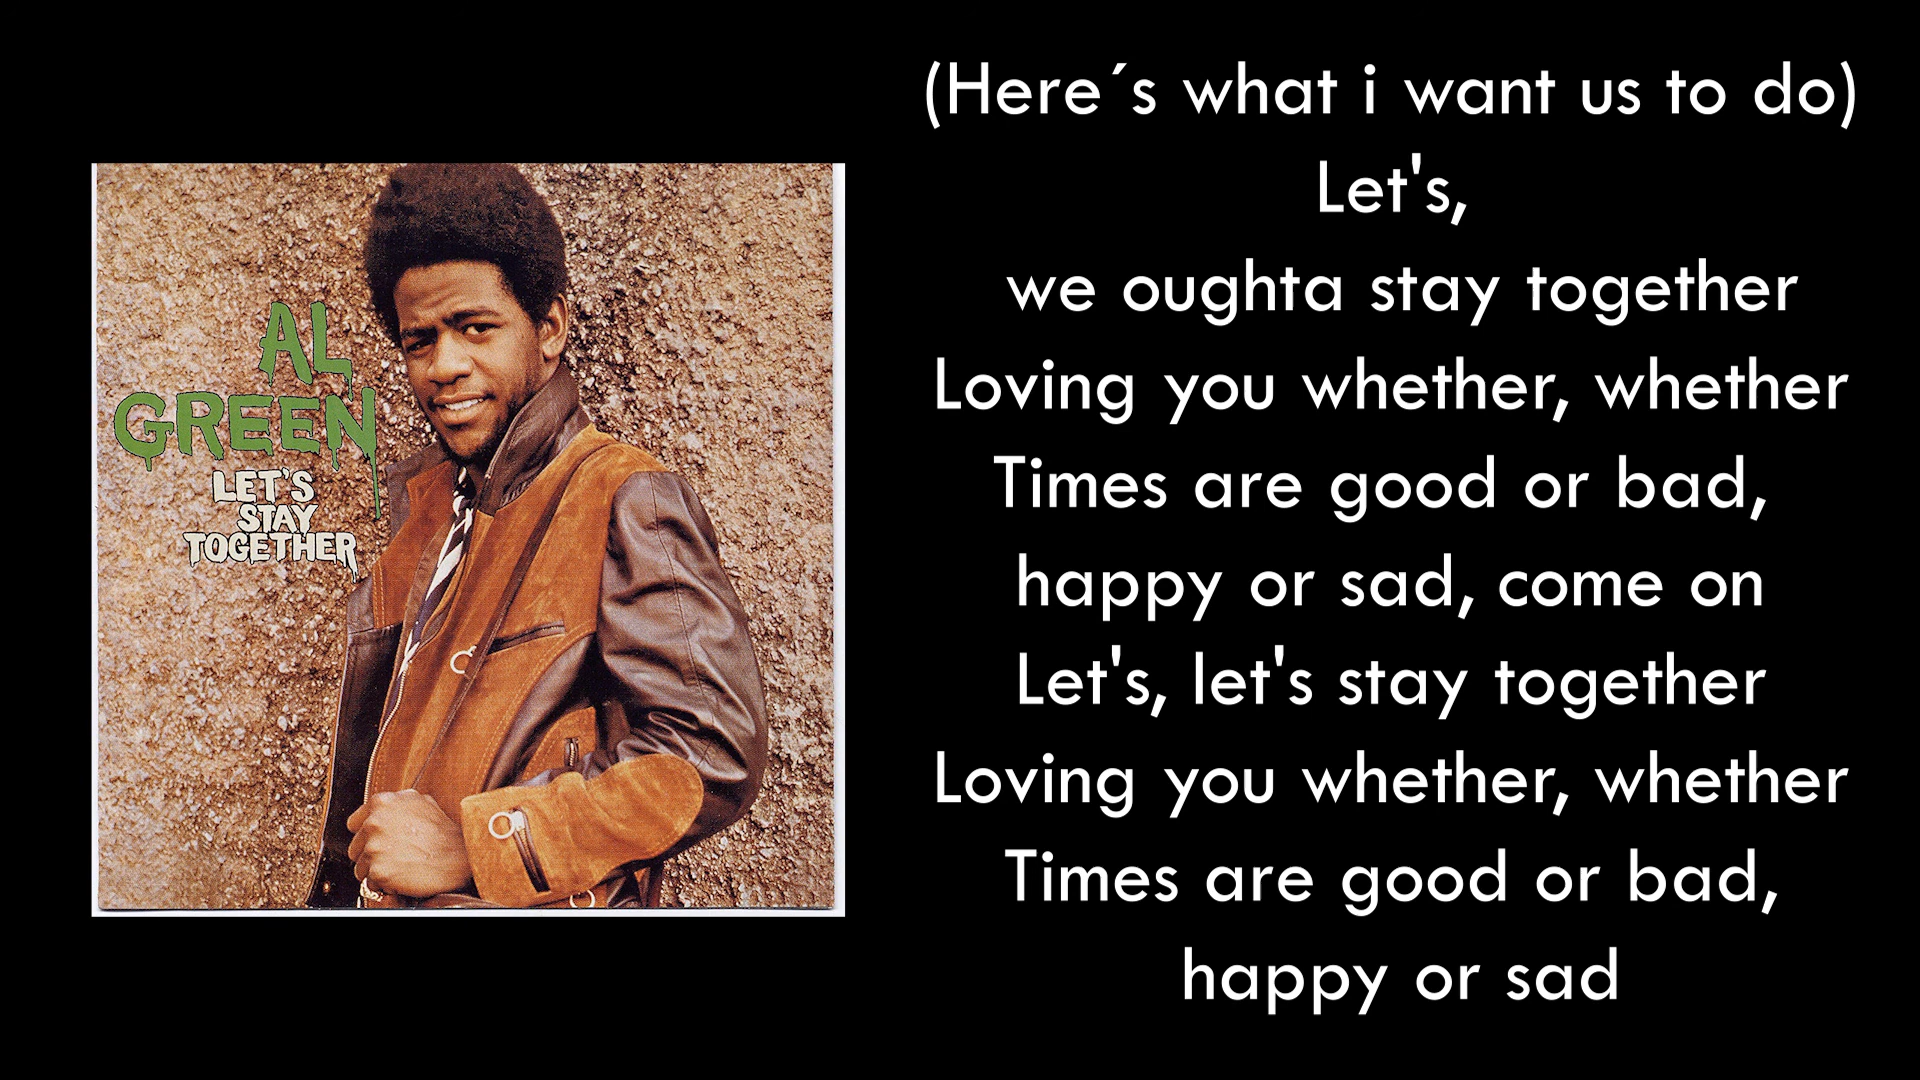 AL
GREEN
LET'S
STAY
TOGETHER
(Here´s what i want us to do)
Let's,
we oughta stay together
Loving you whether, whether
Times are good or bad,
happy or sad, come on
Let's, let's stay together
Loving you whether, whether
Times are good or bad,
happy or sad